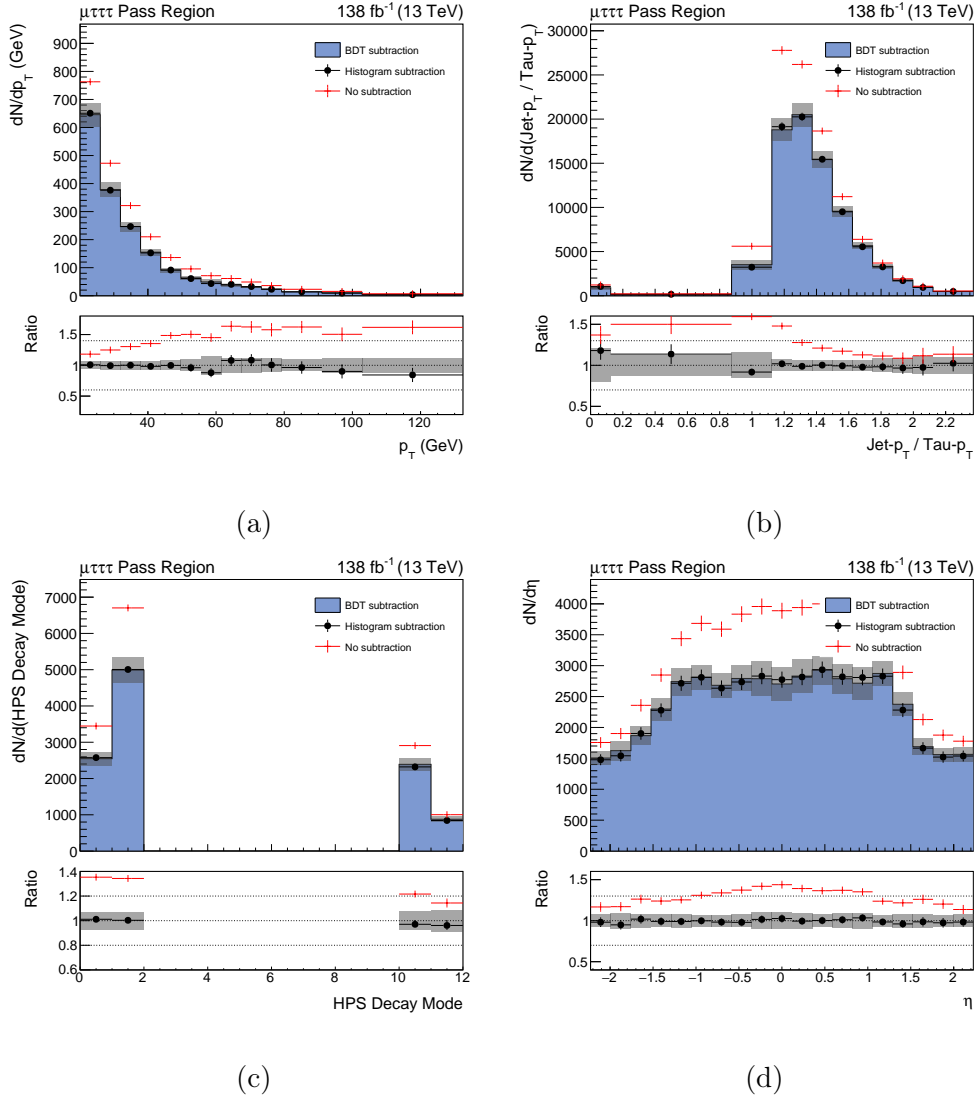 μτττ Pass Region 138 fb⁻¹ (13 TeV)
dN/dp_T (GeV)
900
800
700
600
500
400
300
200
100
0
BDT subtraction
Histogram subtraction
No subtraction
Ratio
1.5
1
0.5
40 60 80 100 120
p_T (GeV)
(a)
μτττ Pass Region 138 fb⁻¹ (13 TeV)
dN/d(Jet-p_T / Tau-p_T)
30000
25000
20000
15000
10000
5000
0
BDT subtraction
Histogram subtraction
No subtraction
Ratio
1.5
1
0.5
0 0.2 0.4 0.6 0.8 1 1.2 1.4 1.6 1.8 2 2.2
Jet-p_T / Tau-p_T
(b)
μτττ Pass Region 138 fb⁻¹ (13 TeV)
dN/d(HPS Decay Mode)
7000
6000
5000
4000
3000
2000
1000
0
BDT subtraction
Histogram subtraction
No subtraction
Ratio
1.4
1.2
1
0.8
0.6
0 2 4 6 8 10 12
HPS Decay Mode
(c)
μτττ Pass Region 138 fb⁻¹ (13 TeV)
dN/dη
4000
3500
3000
2500
2000
1500
1000
500
0
BDT subtraction
Histogram subtraction
No subtraction
Ratio
1.5
1
0.5
−2 −1.5 −1 −0.5 0 0.5 1 1.5 2
η
(d)